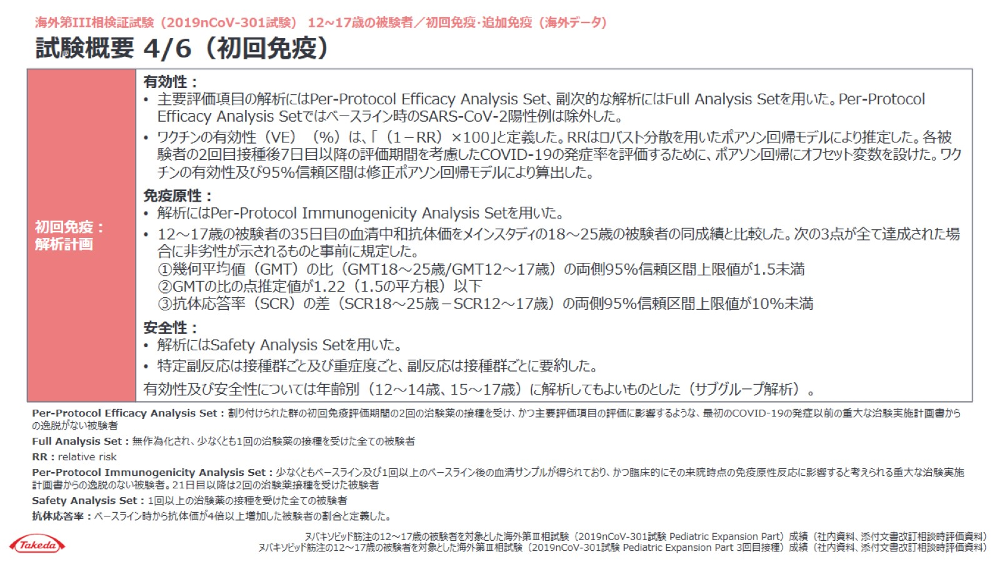 海外第III相検証試験（2019nCoV-301試験） 12~17歳の被験者／初回免疫･追加免疫（海外データ）
試験概要 4/6（初回免疫）
初回免疫：
解析計画
有効性：
• 主要評価項目の解析にはPer-Protocol Efficacy Analysis Set、副次的な解析にはFull Analysis Setを用いた。Per-Protocol
Efficacy Analysis Setではベースライン時のSARS-CoV-2陽性例は除外した。
• ワクチンの有効性（VE）（％）は、｢（1－RR）×100｣と定義した。RRはロバスト分散を用いたポアソン回帰モデルにより推定した。各被
験者の2回目接種後7日目以降の評価期間を考慮したCOVID-19の発症率を評価するために、ポアソン回帰にオフセット変数を設けた。ワク
チンの有効性及び95％信頼区間は修正ポアソン回帰モデルにより算出した。
免疫原性：
• 解析にはPer-Protocol Immunogenicity Analysis Setを用いた。
• 12～17歳の被験者の35日目の血清中和抗体価をメインスタディの18～25歳の被験者の同成績と比較した。次の3点が全て達成された場
合に非劣性が示されるものと事前に規定した。
①幾何平均値（GMT）の比（GMT18～25歳/GMT12～17歳）の両側95％信頼区間上限値が1.5未満
②GMTの比の点推定値が1.22（1.5の平方根）以下
③抗体応答率（SCR）の差（SCR18～25歳－SCR12～17歳）の両側95％信頼区間上限値が10％未満
安全性：
• 解析にはSafety Analysis Setを用いた。
• 特定副反応は接種群ごと及び重症度ごと、副反応は接種群ごとに要約した。
有効性及び安全性については年齢別（12～14歳、15～17歳）に解析してもよいものとした（サブグループ解析）。
Per-Protocol Efficacy Analysis Set：割り付けられた群の初回免疫評価期間の2回の治験薬の接種を受け、かつ主要評価項目の評価に影響するような、最初のCOVID-19の発症以前の重大な治験実施計画書から
の逸脱がない被験者
Full Analysis Set：無作為化され、少なくとも1回の治験薬の接種を受けた全ての被験者
RR：relative risk
Per-Protocol Immunogenicity Analysis Set：少なくともベースライン及び1回以上のベースライン後の血清サンプルが得られており、かつ臨床的にその来院時点の免疫原性反応に影響すると考えられる重大な治験実施
計画書からの逸脱のない被験者。21日目以降は2回の治験薬接種を受けた被験者
Safety Analysis Set：1回以上の治験薬の接種を受けた全ての被験者
抗体応答率：ベースライン時から抗体価が4倍以上増加した被験者の割合と定義した。
Takeda
ヌバキソビッド筋注の12～17歳の被験者を対象とした海外第Ⅲ相試験（2019nCoV-301試験 Pediatric Expansion Part）成績（社内資料、添付文書改訂相談時評価資料）
ヌバキソビッド筋注の12～17歳の被験者を対象とした海外第Ⅲ相試験（2019nCoV-301試験 Pediatric Expansion Part 3回目接種）成績（社内資料、添付文書改訂相談時評価資料）